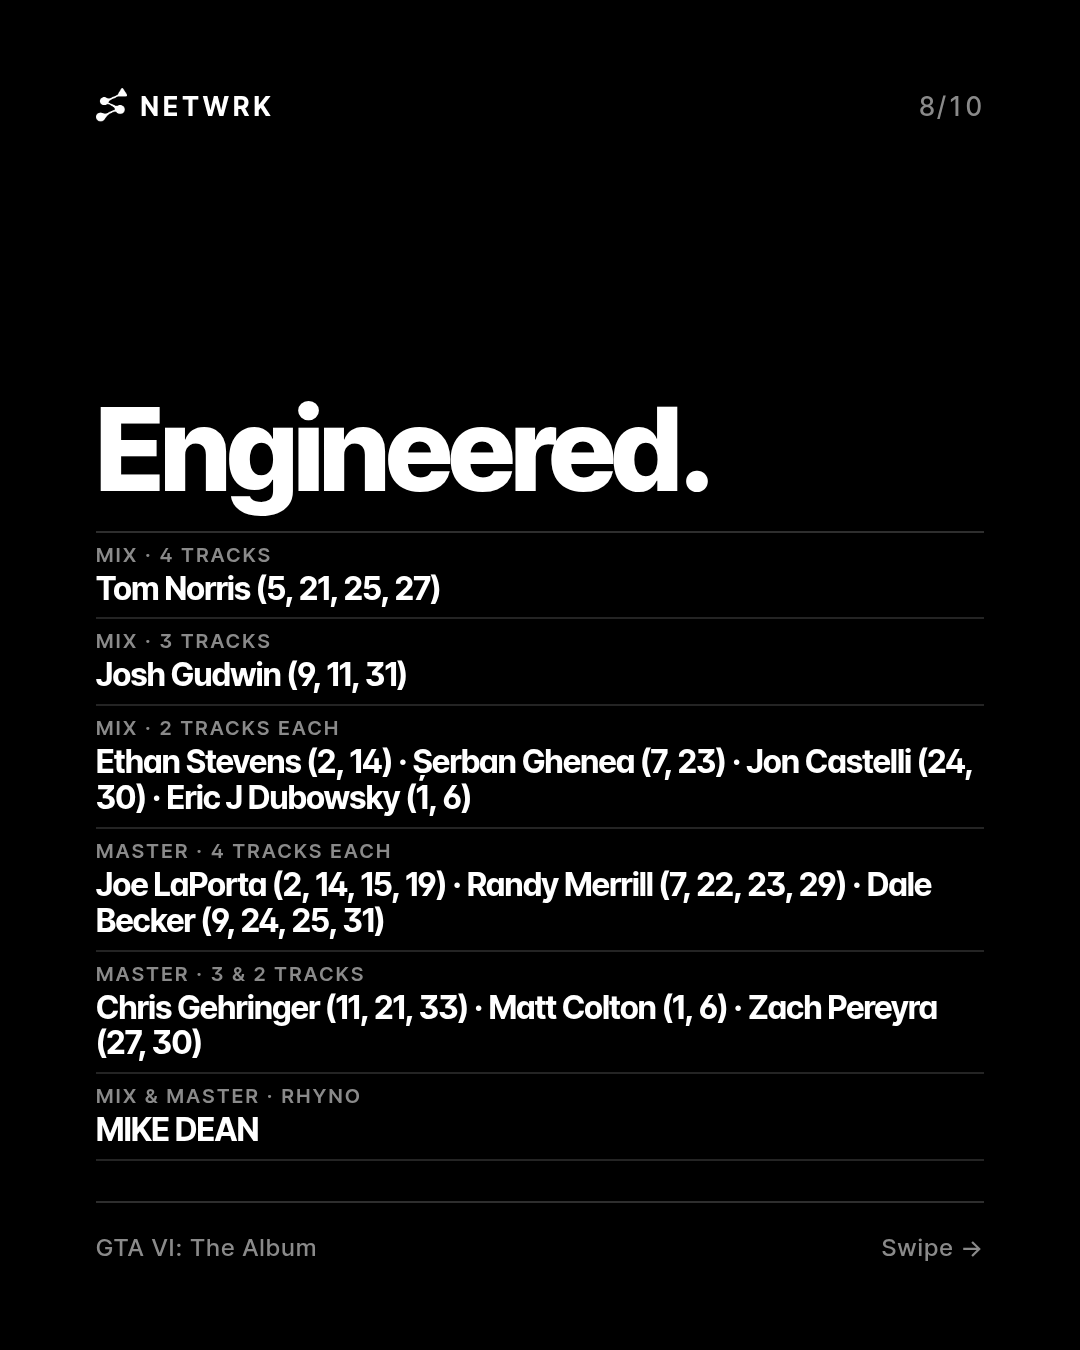 NETWRK
8/10
Engineered.
MIX · 4 TRACKS
Tom Norris (5, 21, 25, 27)
MIX · 3 TRACKS
Josh Gudwin (9, 11, 31)
MIX · 2 TRACKS EACH
Ethan Stevens (2, 14) · Șerban Ghenea (7, 23) · Jon Castelli (24,
30) · Eric J Dubowsky (1, 6)
MASTER · 4 TRACKS EACH
Joe LaPorta (2, 14, 15, 19) · Randy Merrill (7, 22, 23, 29) · Dale
Becker (9, 24, 25, 31)
MASTER · 3 & 2 TRACKS
Chris Gehringer (11, 21, 33) · Matt Colton (1, 6) · Zach Pereyra
(27, 30)
MIX & MASTER · RHYNO
MIKE DEAN
GTA VI: The Album
Swipe →